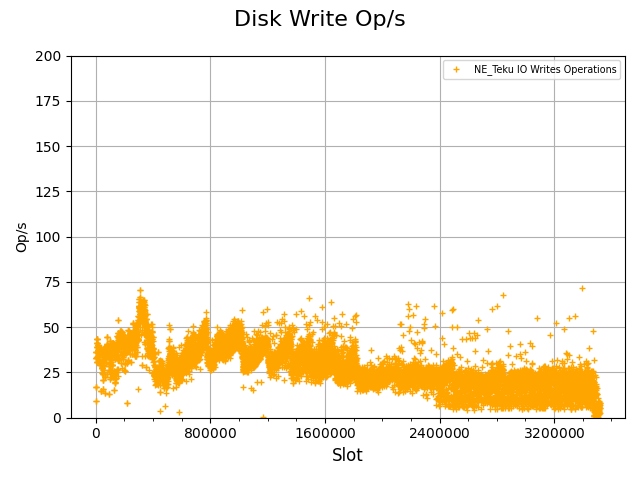 Disk Write Op/s
NE_Teku IO Writes Operations
200
175
150
125
100
75
50
25
0
Op/s
0 800000 1600000 2400000 3200000
Slot